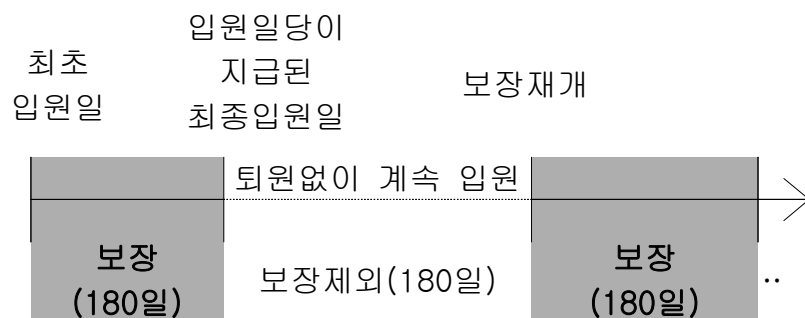 최초
입원일
입원일당이
지급된
최종입원일
보장재개
퇴원없이 계속 입원
보장
(180일)
보장제외(180일)
보장
(180일)
..